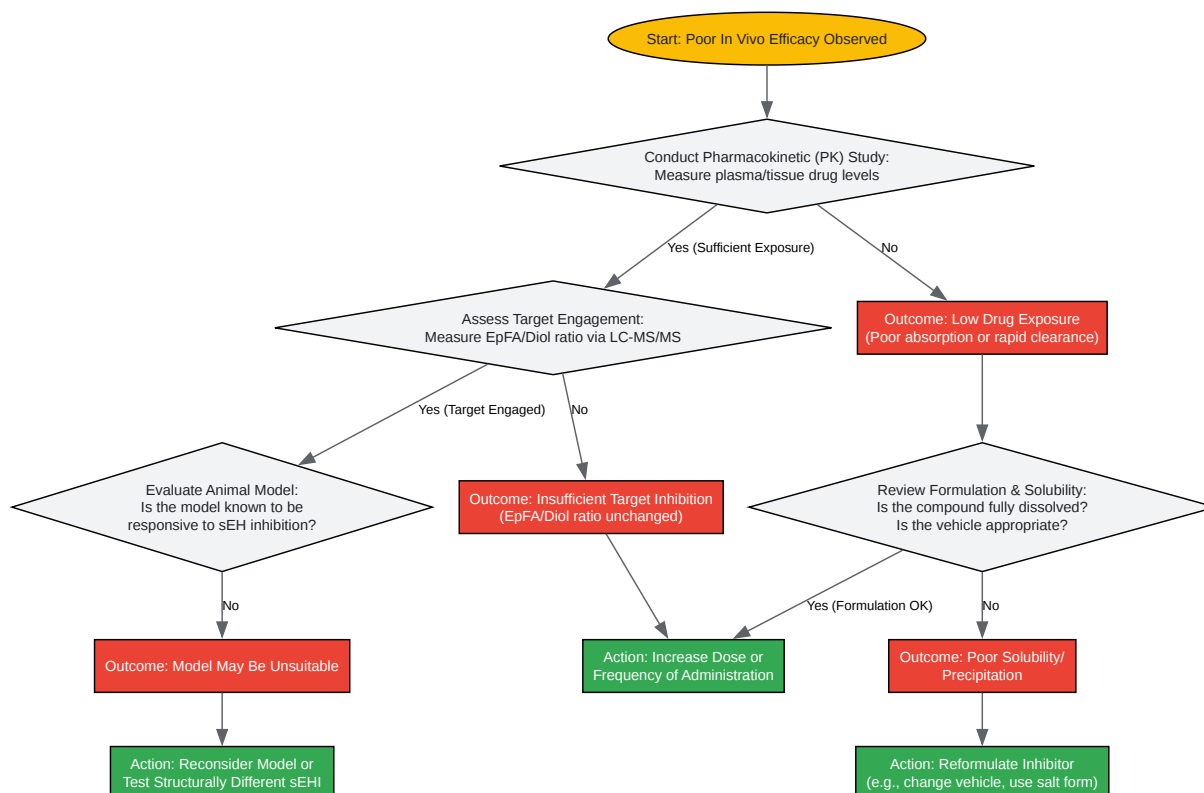 Start: Poor In Vivo Efficacy Observed
Conduct Pharmacokinetic (PK) Study:
Measure plasma/tissue drug levels
Yes (Sufficient Exposure)
No
Assess Target Engagement:
Measure EpFA/Diol ratio via LC-MS/MS
Outcome: Low Drug Exposure
(Poor absorption or rapid clearance)
Yes (Target Engaged)
No
Evaluate Animal Model:
Is the model known to be
responsive to sEH inhibition?
Outcome: Insufficient Target Inhibition
(EpFA/Diol ratio unchanged)
Review Formulation & Solubility:
Is the compound fully dissolved?
Is the vehicle appropriate?
No
Yes (Formulation OK)
No
Outcome: Model May Be Unsuitable
Action: Increase Dose or
Frequency of Administration
Outcome: Poor Solubility/
Precipitation
Action: Reconsider Model or
Test Structurally Different sEHI
Action: Reformulate Inhibitor
(e.g., change vehicle, use salt form)